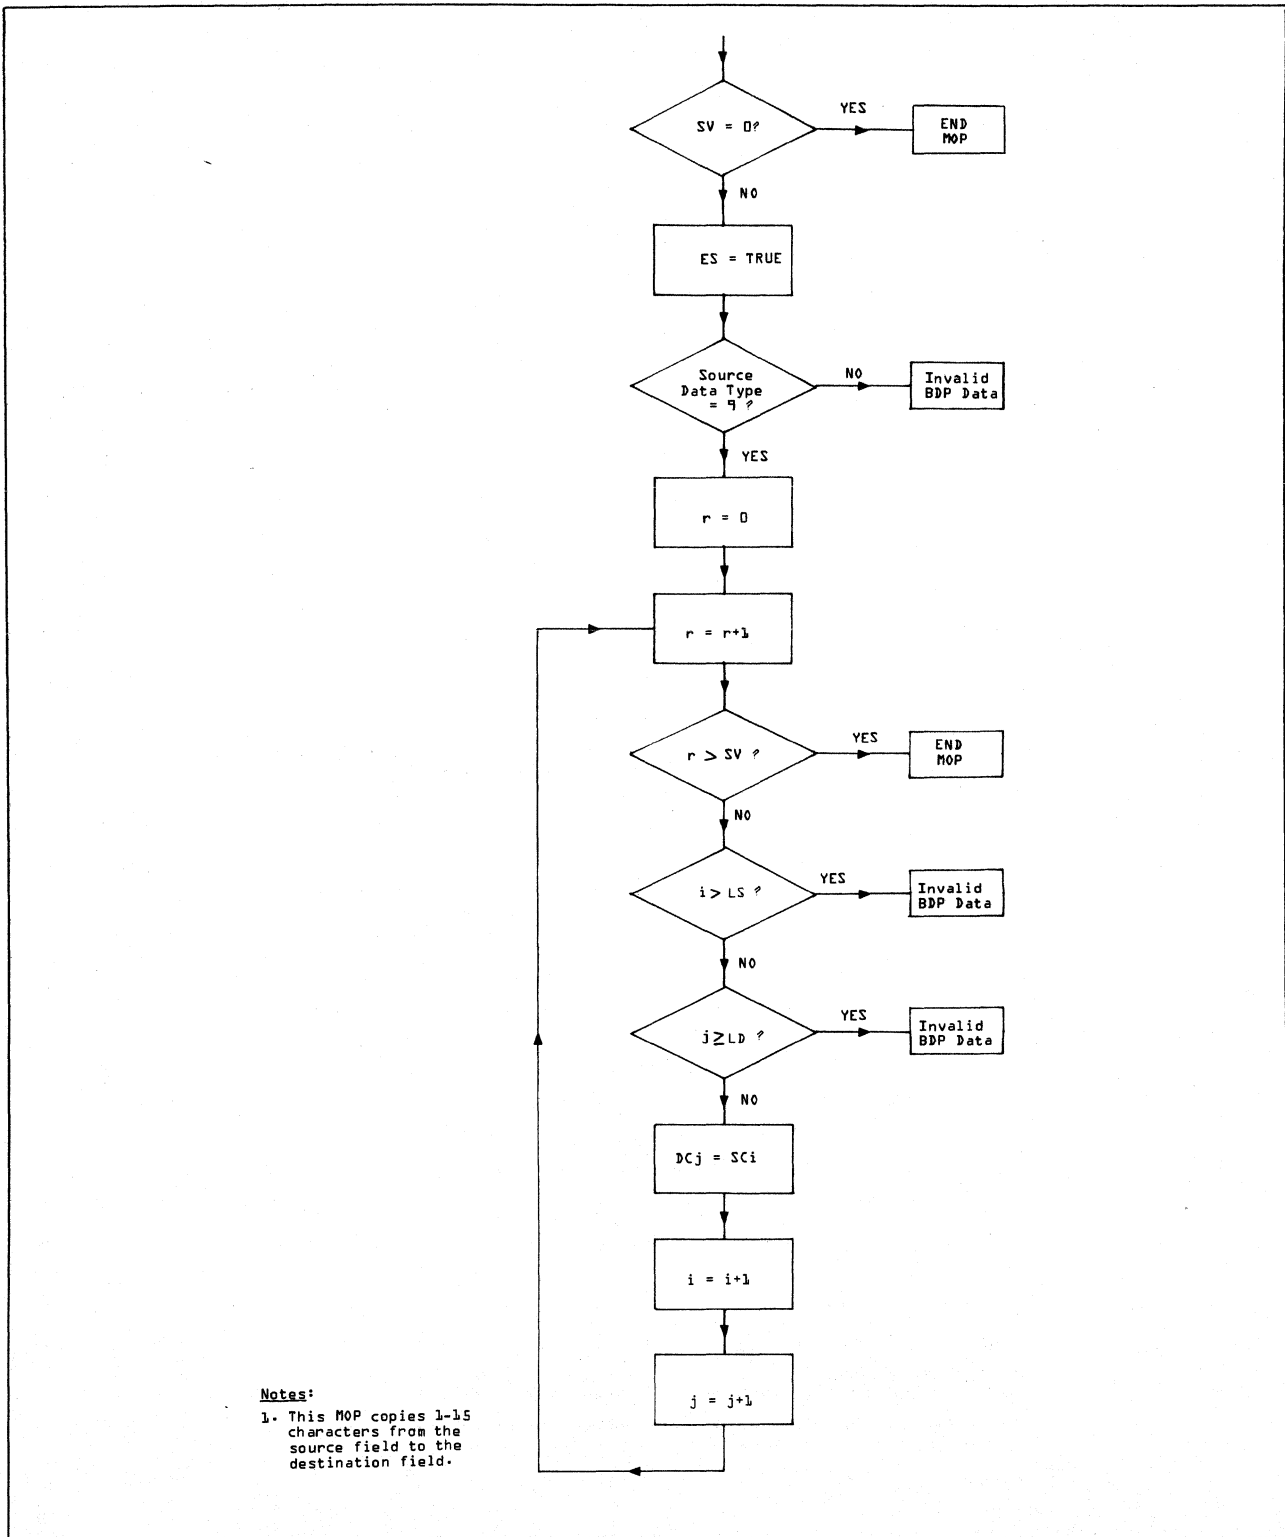 SV = 0?
YES
END
MOP
NO
ES = TRUE
Source
Data Type
= 9 ?
NO
Invalid
BDP Data
YES
r = 0
r = r+1
r > SV ?
YES
END
MOP
NO
i > LS ?
YES
Invalid
BDP Data
NO
j ≥ LD ?
YES
Invalid
BDP Data
NO
DCj = SCi
i = i+1
j = j+1
Notes:
1. This MOP copies 1-15
characters from the
source field to the
destination field.